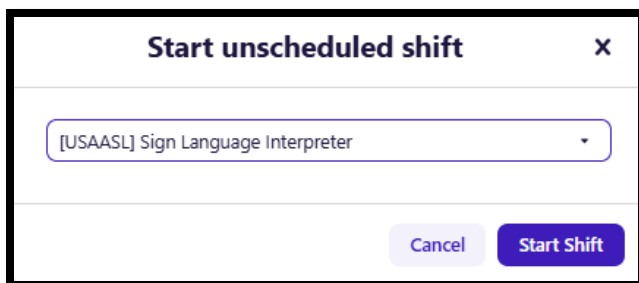 Start unscheduled shift
[USAASL] Sign Language Interpreter
Cancel Start Shift